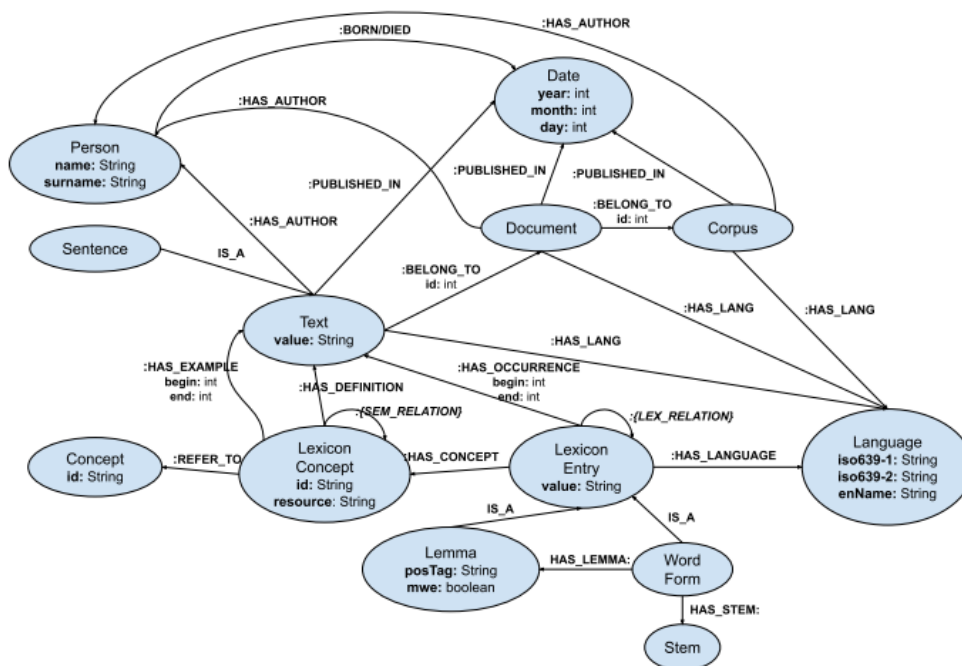 :HAS_AUTHOR
:BORN/DIED
Date
year: int
month: int
day: int
:HAS_AUTHOR
Person
name: String
surname: String
:PUBLISHED_IN
:PUBLISHED_IN
:PUBLISHED_IN
:HAS_AUTHOR
:BELONG_TO
id: int
Document
Corpus
Sentence
IS_A
:BELONG_TO
id: int
:HAS_LANG
:HAS_LANG
Text
value: String
:HAS_LANG
:HAS_EXAMPLE
begin: int
end: int
:HAS_DEFINITION
:HAS_OCCURRENCE
begin: int
end: int
:{SEM_RELATION}
:{LEX_RELATION}
Concept
id: String
:REFER_TO
Lexicon
Concept
id: String
resource: String
:HAS_CONCEPT
Lexicon
Entry
value: String
:HAS_LANGUAGE
Language
iso639-1: String
iso639-2: String
enName: String
IS_A
IS_A
Lemma
posTag: String
mwe: boolean
HAS_LEMMA:
Word
Form
HAS_STEM:
Stem